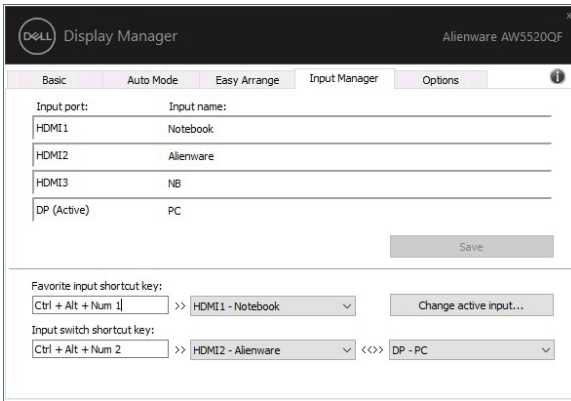 DELL Display Manager Alienware AW5520QF
Basic Auto Mode Easy Arrange Input Manager Options
Input port: Input name:
HDMI1 Notebook
HDMI2 Alienware
HDMI3 NB
DP (Active) PC
Save
Favorite input shortcut key:
Ctrl + Alt + Num 1 >> HDMI1 - Notebook Change active input...
Input switch shortcut key:
Ctrl + Alt + Num 2 >> HDMI2 - Alienware <<>> DP - PC